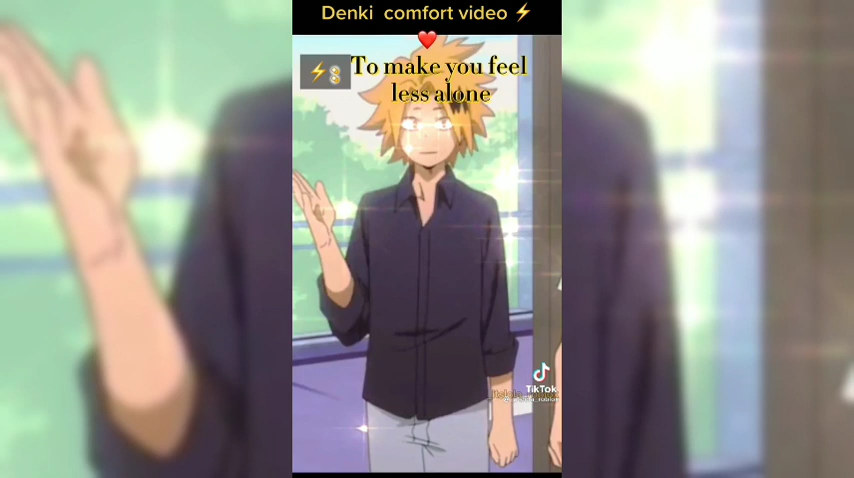 Denki comfort video ⚡
❤️
To make you feel
less alone
TikTok